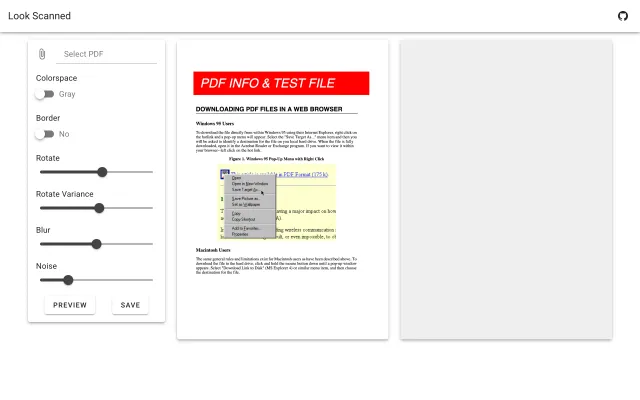 Look Scanned
Select PDF
Colorspace
Gray
Border
No
Rotate
Rotate Variance
Blur
Noise
PREVIEW
SAVE
PDF INFO & TEST FILE
DOWNLOADING PDF FILES IN A WEB BROWSER
Windows 95 Users
To download the file directly from within Windows 95 using their Internet Explorer, right click on
the hotlink and a pop-up menu will appear. Select the "Save Target As..." menu item and then you
will be asked to identify a destination for the file on you local hard drive. When the file is fully
downloaded, open it in the Acrobat Reader or Exchange program. If you want to view it within
your browser - left click on the hot link.
Figure 1. Windows 95 Pop-Up Menu with Right Click
available in PDF Format (175 k)
Open
Open in New Window
Save Target As...
Save Picture as...
Set as Wallpaper
Copy
Copy Shortcut
Add to Favorites...
Properties
having a major impact on how
A).
ding wireless communication
d, or even impossible, to
Macintosh Users
The same general rules and limitations exist for Macintosh users as have been described above. To
download the file in the hard drive, click and hold the mouse button down until a pop-up window
appears. Select "Download Link to Disk" (MS Explorer 4) or similar menu item, and then choose
the destination for the file.